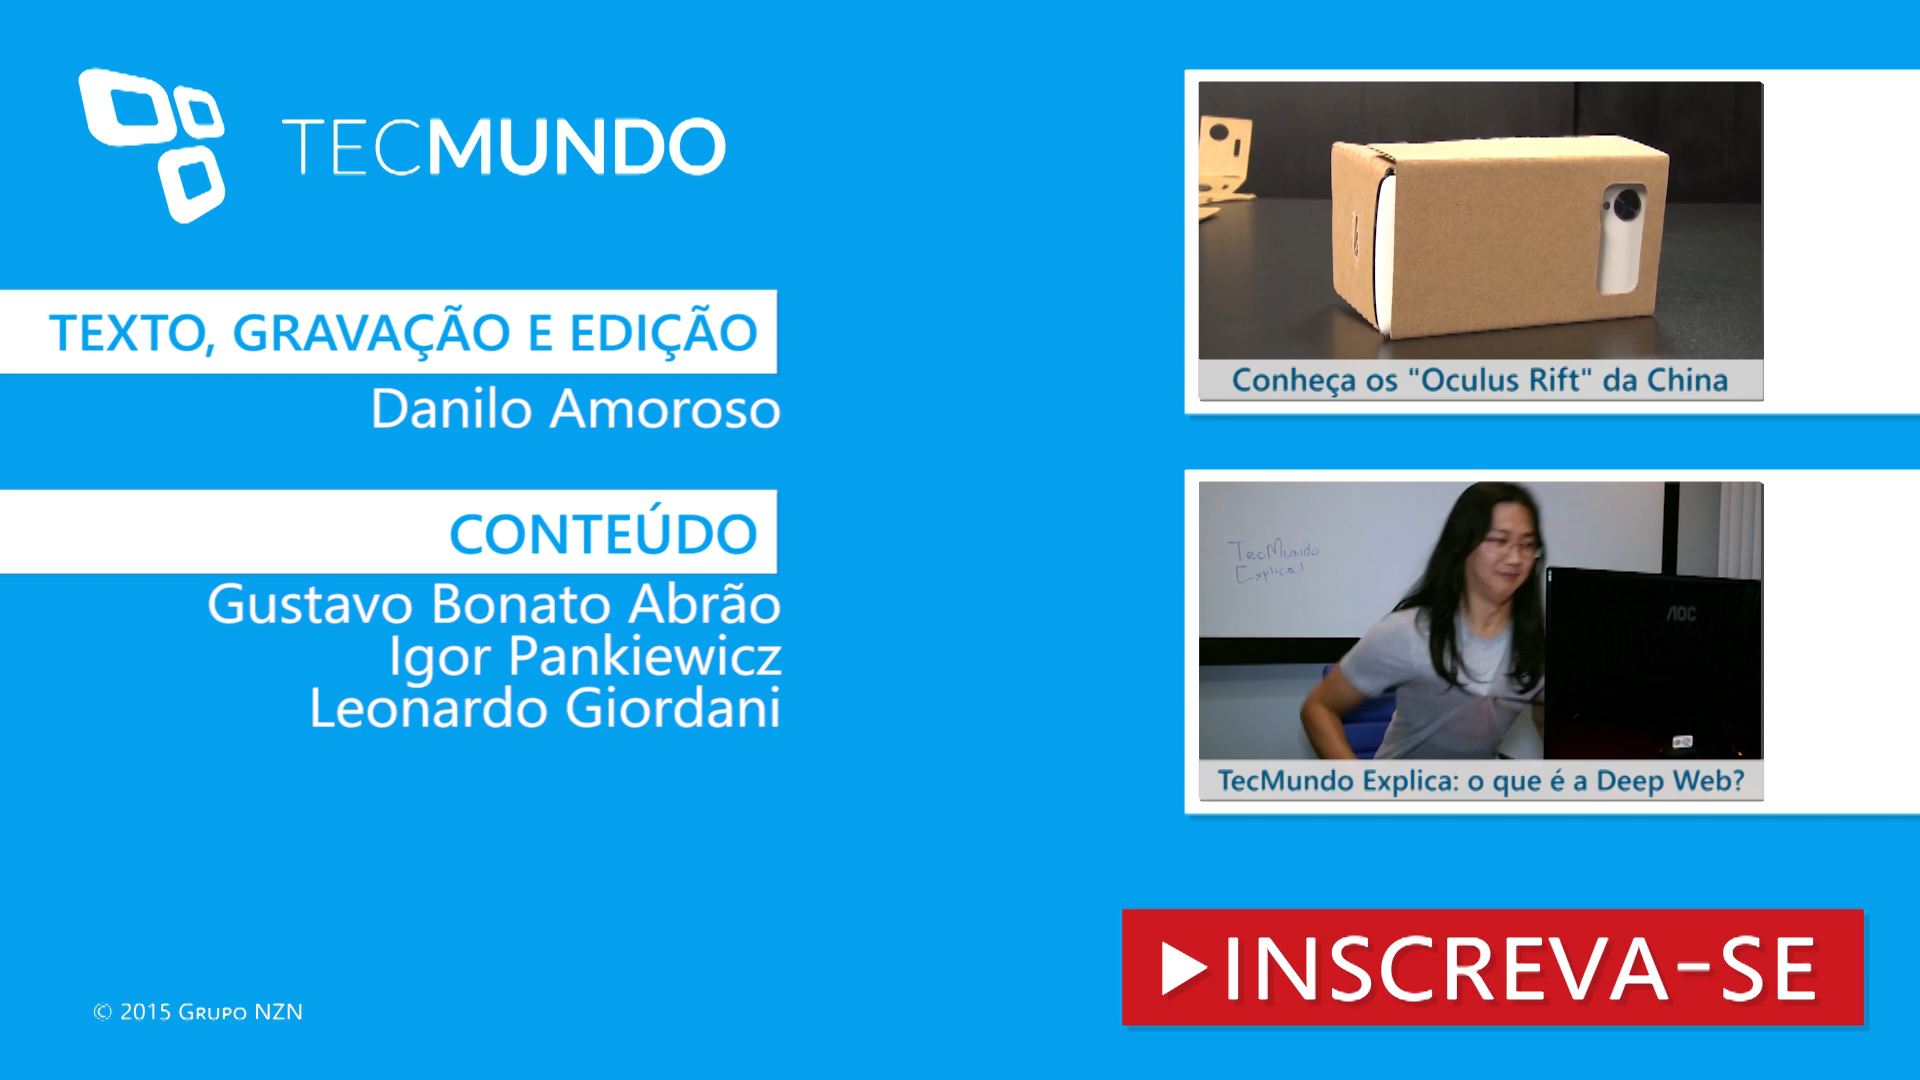 TECMUNDO
TEXTO, GRAVAÇÃO E EDIÇÃO
Danilo Amoroso
CONTEÚDO
Gustavo Bonato Abrão
Igor Pankiewicz
Leonardo Giordani
© 2015 GRUPO NZN
Conheça os "Oculus Rift" da China
TecMundo
Explica!
AOC
TecMundo Explica: o que é a Deep Web?
INSCREVA-SE